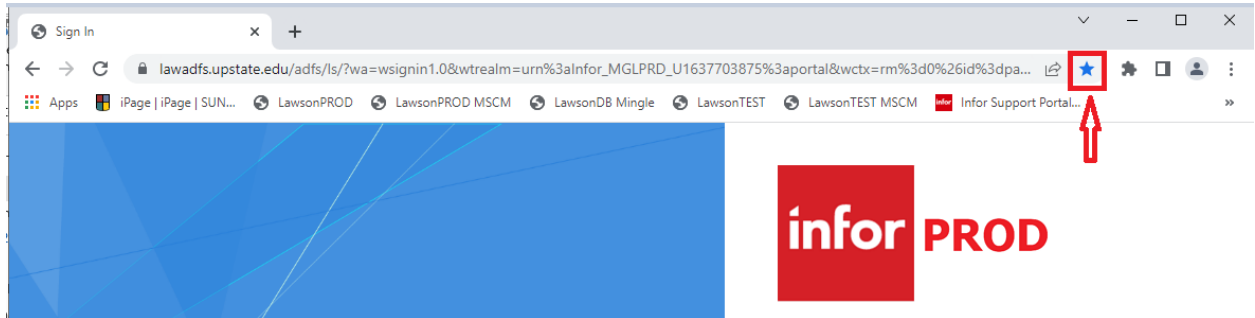 Sign In
lawadfs.upstate.edu/adfs/ls/?wa=wsignin1.0&wtrealm=urn%3aInfor_MGLPRD_U1637703875%3aportal&wctx=rm%3d0%26id%3dpa...
Apps iPage | iPage | SUN... LawsonPROD LawsonPROD MSCM LawsonDB Mingle LawsonTEST LawsonTEST MSCM infor Infor Support Portal...
infor PROD